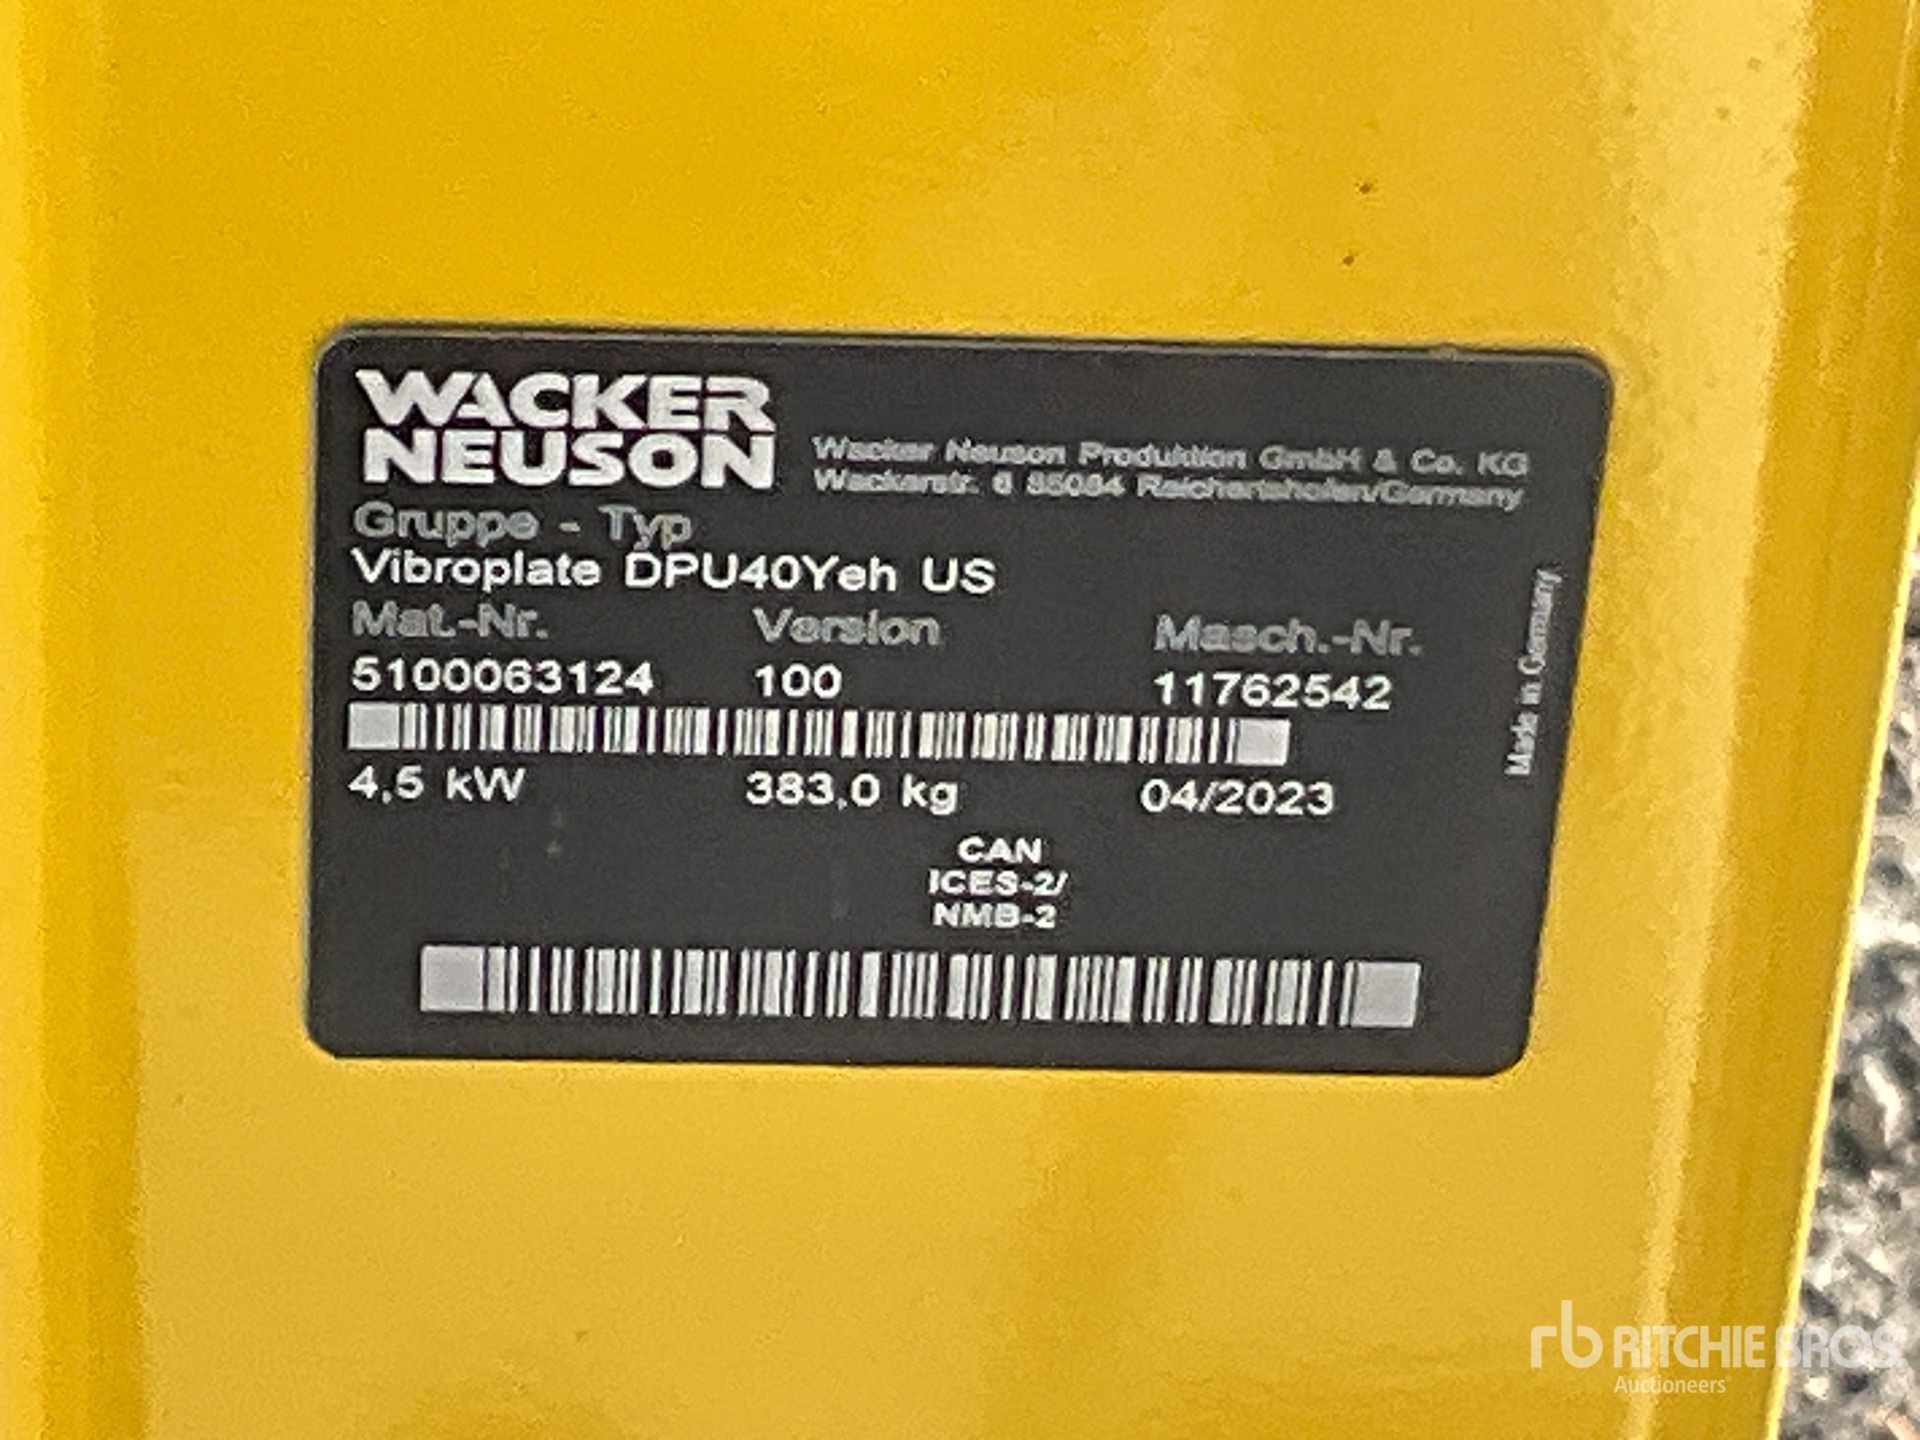 WACKER
NEUSON
Wacker Neuson Produktion GmbH & Co. KG
Wackerstr. 6 85084 Reichertshofen/Germany
Gruppe - Typ
Vibroplate DPU40Yeh US
Mat.-Nr. Version Masch.-Nr.
5100063124 100 11762542
4,5 kW 383,0 kg 04/2023
CAN
ICES-2/
NMB-2
Made in Germany
rb RITCHIE BROS.
Auctioneers